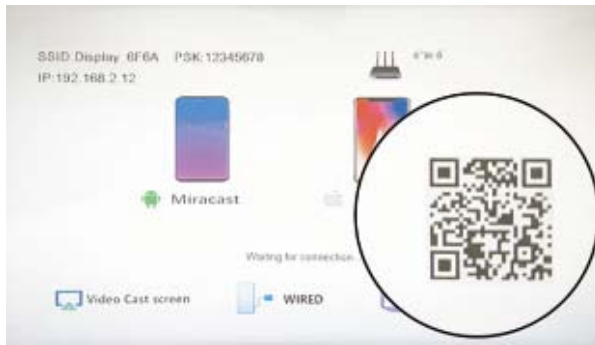 SSID:Display_6F6A PSK:12345678
IP:192.168.2.12
Miracast
Waiting for connection
Video Cast screen
WIRED